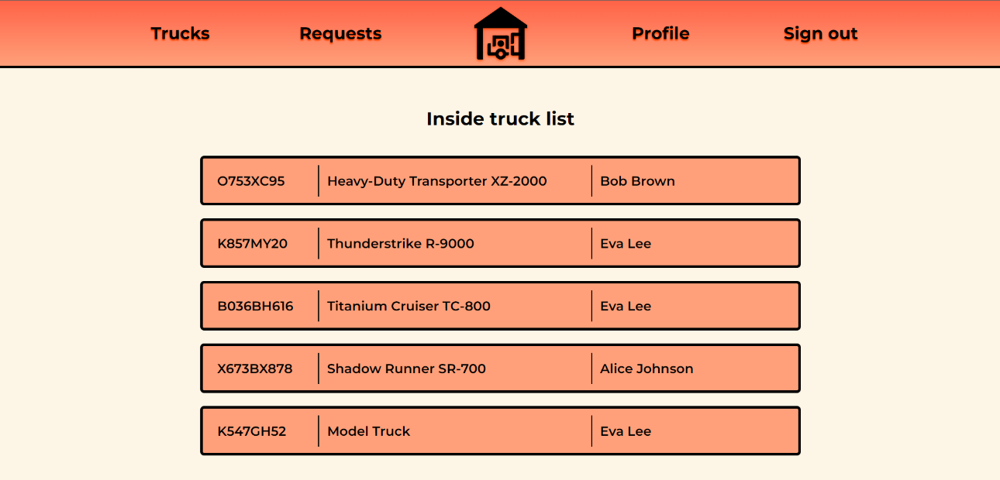 Trucks Requests Profile Sign out
Inside truck list
O753XC95 Heavy-Duty Transporter XZ-2000 Bob Brown
K857MY20 Thunderstrike R-9000 Eva Lee
B036BH616 Titanium Cruiser TC-800 Eva Lee
X673BX878 Shadow Runner SR-700 Alice Johnson
K547GH52 Model Truck Eva Lee